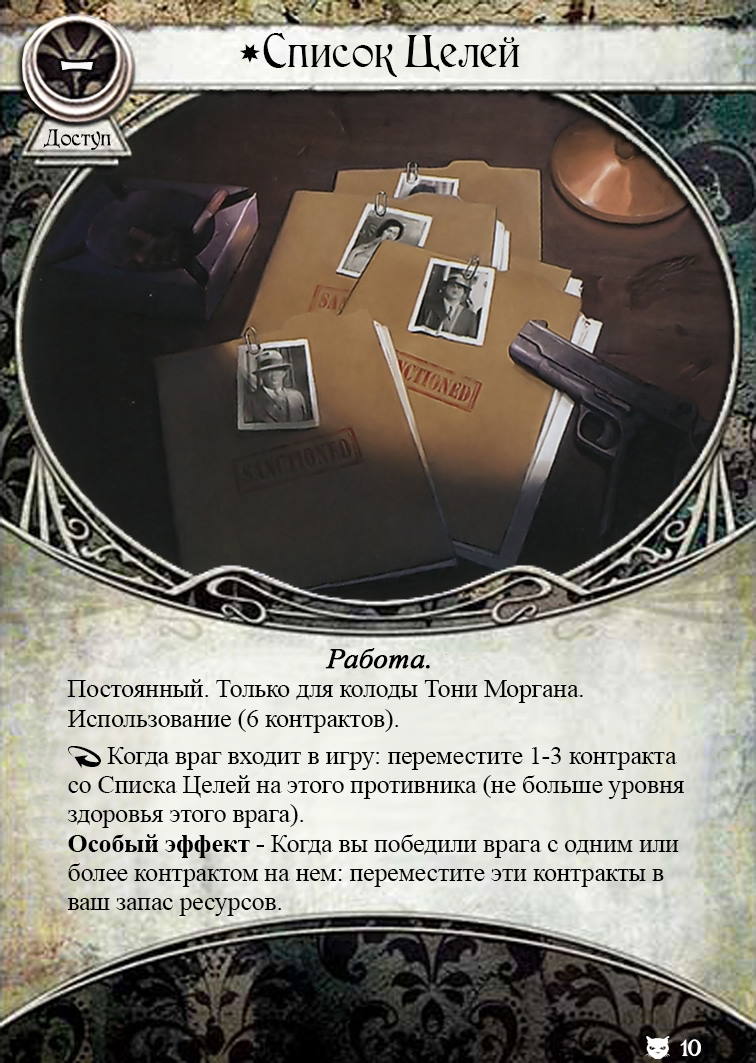 *Список Целей
Доступ
SA
NCTIONED
SANCTIONED
Работа.
Постоянный. Только для колоды Тони Моргана.
Использование (6 контрактов).
Когда враг входит в игру: переместите 1-3 контракта
со Списка Целей на этого противника (не больше уровня
здоровья этого врага).
Особый эффект - Когда вы победили врага с одним или
более контрактом на нем: переместите эти контракты в
ваш запас ресурсов.
10